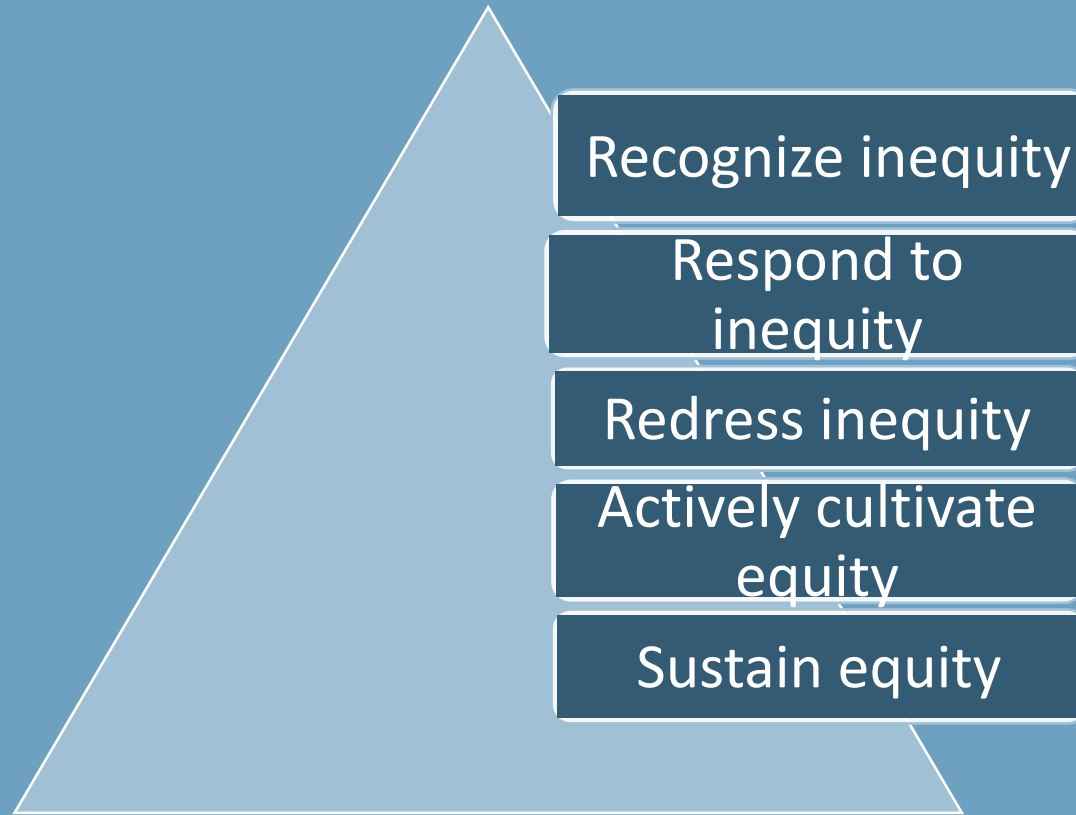 Recognize inequity
Respond to
inequity
Redress inequity
Actively cultivate
equity
Sustain equity